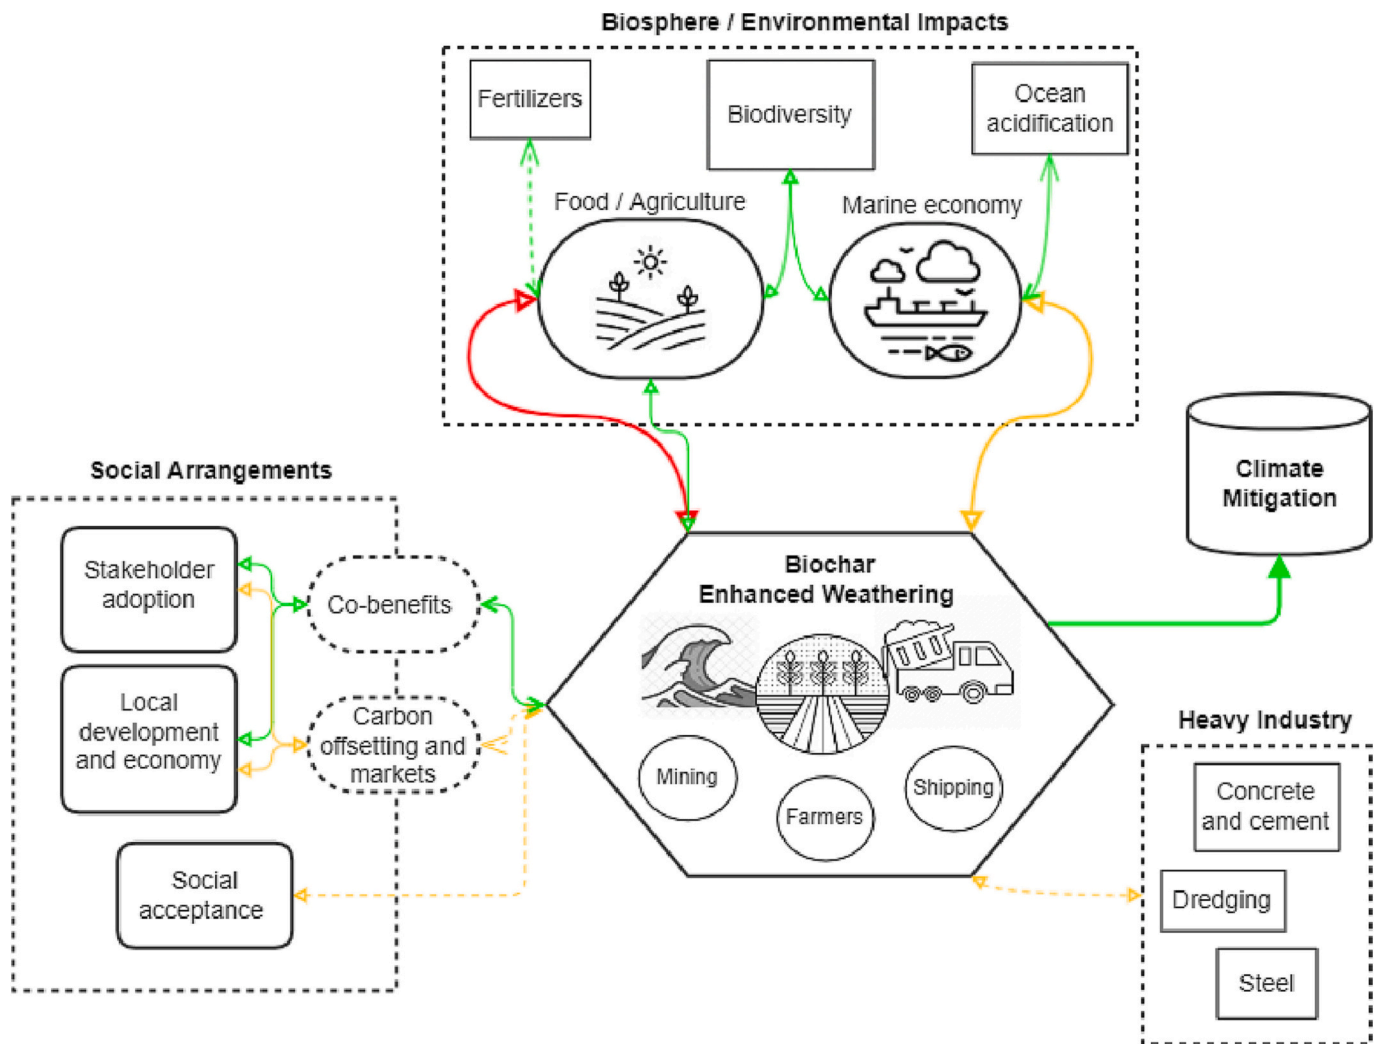 Biosphere / Environmental Impacts
Fertilizers
Biodiversity
Ocean
acidification
Food / Agriculture
Marine economy
Climate
Mitigation
Social Arrangements
Stakeholder
adoption
Co-benefits
Local
development
and economy
Carbon
offsetting and
markets
Social
acceptance
Biochar
Enhanced Weathering
Mining
Farmers
Shipping
Heavy Industry
Concrete
and cement
Dredging
Steel